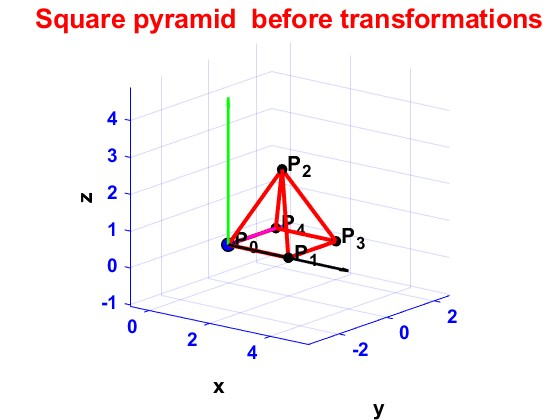 Square pyramid  before transformations
4
3
2
1
0
-1
z
P2
P4
P0
P3
P1
0
2
4
x
-2
0
2
y